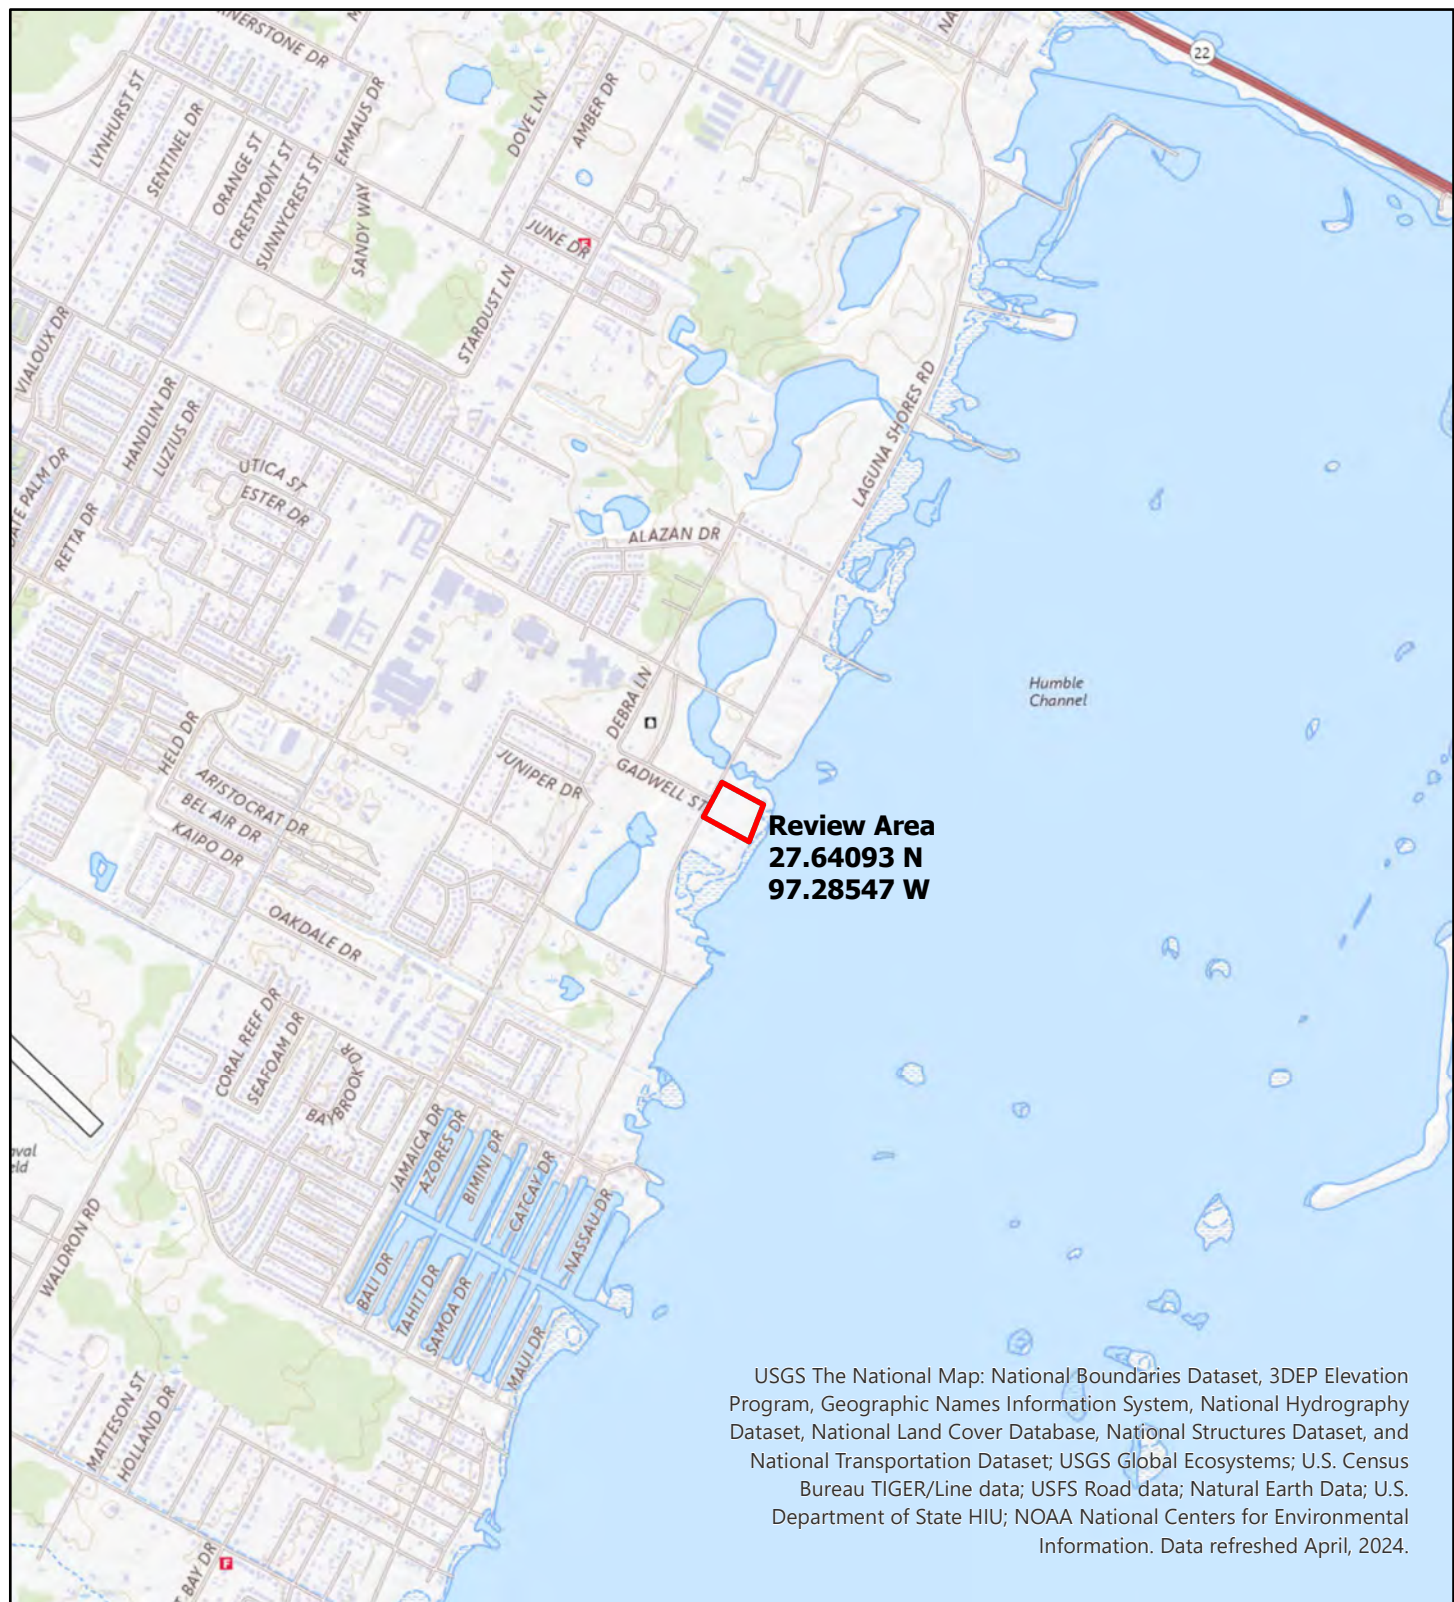 CORNERSTONE DR
22
LYNHURST ST
SENTINEL DR
ORANGE ST
CRESTMONT ST
SUNNYCREST ST
EMMAUS DR
SANDY WAY
DOVE LN
AMBER DR
JUNE DR
F
STARDUST LN
VIALOUX DR
HANDLIN DR
LUZIUS DR
DATE PALM DR
RETTA DR
UTICA ST
ESTER DR
LAGUNA SHORES RD
ALAZAN DR
Humble
Channel
DEBRA LN
HELD DR
JUNIPER DR
GADWELL ST
ARISTOCRAT DR
BEL AIR DR
KAIPO DR
Review Area
27.64093 N
97.28547 W
OAKDALE DR
CORAL REEF DR
SEAFOAM DR
BAYBROOK DR
JAMAICA DR
AZORES DR
BIMINI DR
CATCAY DR
NASSAU DR
WALDRON RD
BALI DR
TAHITI DR
SAMOA DR
MAUI DR
MATTESON ST
HOLLAND DR
T BAY DR
F
USGS The National Map: National Boundaries Dataset, 3DEP Elevation
Program, Geographic Names Information System, National Hydrography
Dataset, National Land Cover Database, National Structures Dataset, and
National Transportation Dataset; USGS Global Ecosystems; U.S. Census
Bureau TIGER/Line data; USFS Road data; Natural Earth Data; U.S.
Department of State HIU; NOAA National Centers for Environmental
Information. Data refreshed April, 2024.